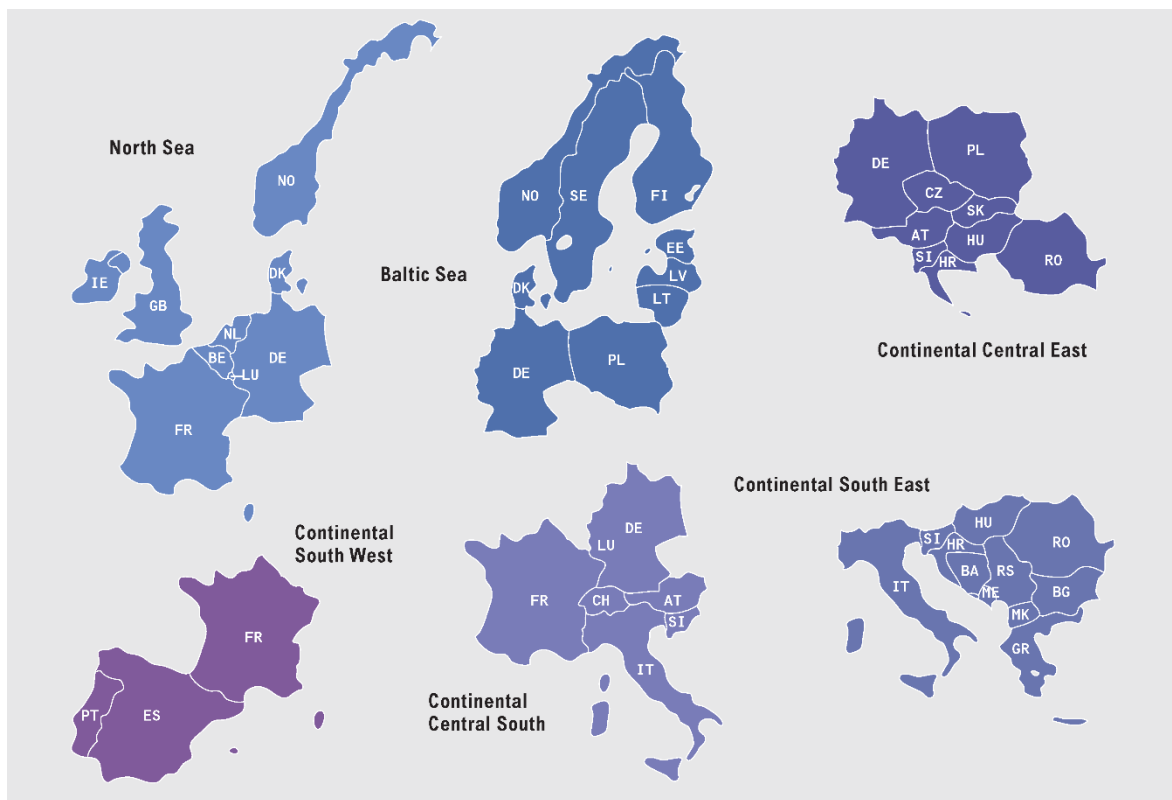 North Sea
NO
IE
GB
DK
NL
BE
DE
LU
FR
Baltic Sea
NO
SE
FI
EE
LV
LT
DK
DE
PL
Continental Central East
DE
PL
CZ
SK
AT
HU
SI
HR
RO
Continental
South West
FR
PT
ES
Continental
Central South
DE
LU
FR
CH
AT
SI
IT
Continental South East
HU
SI
HR
RO
BA
RS
IT
ME
BG
MK
GR